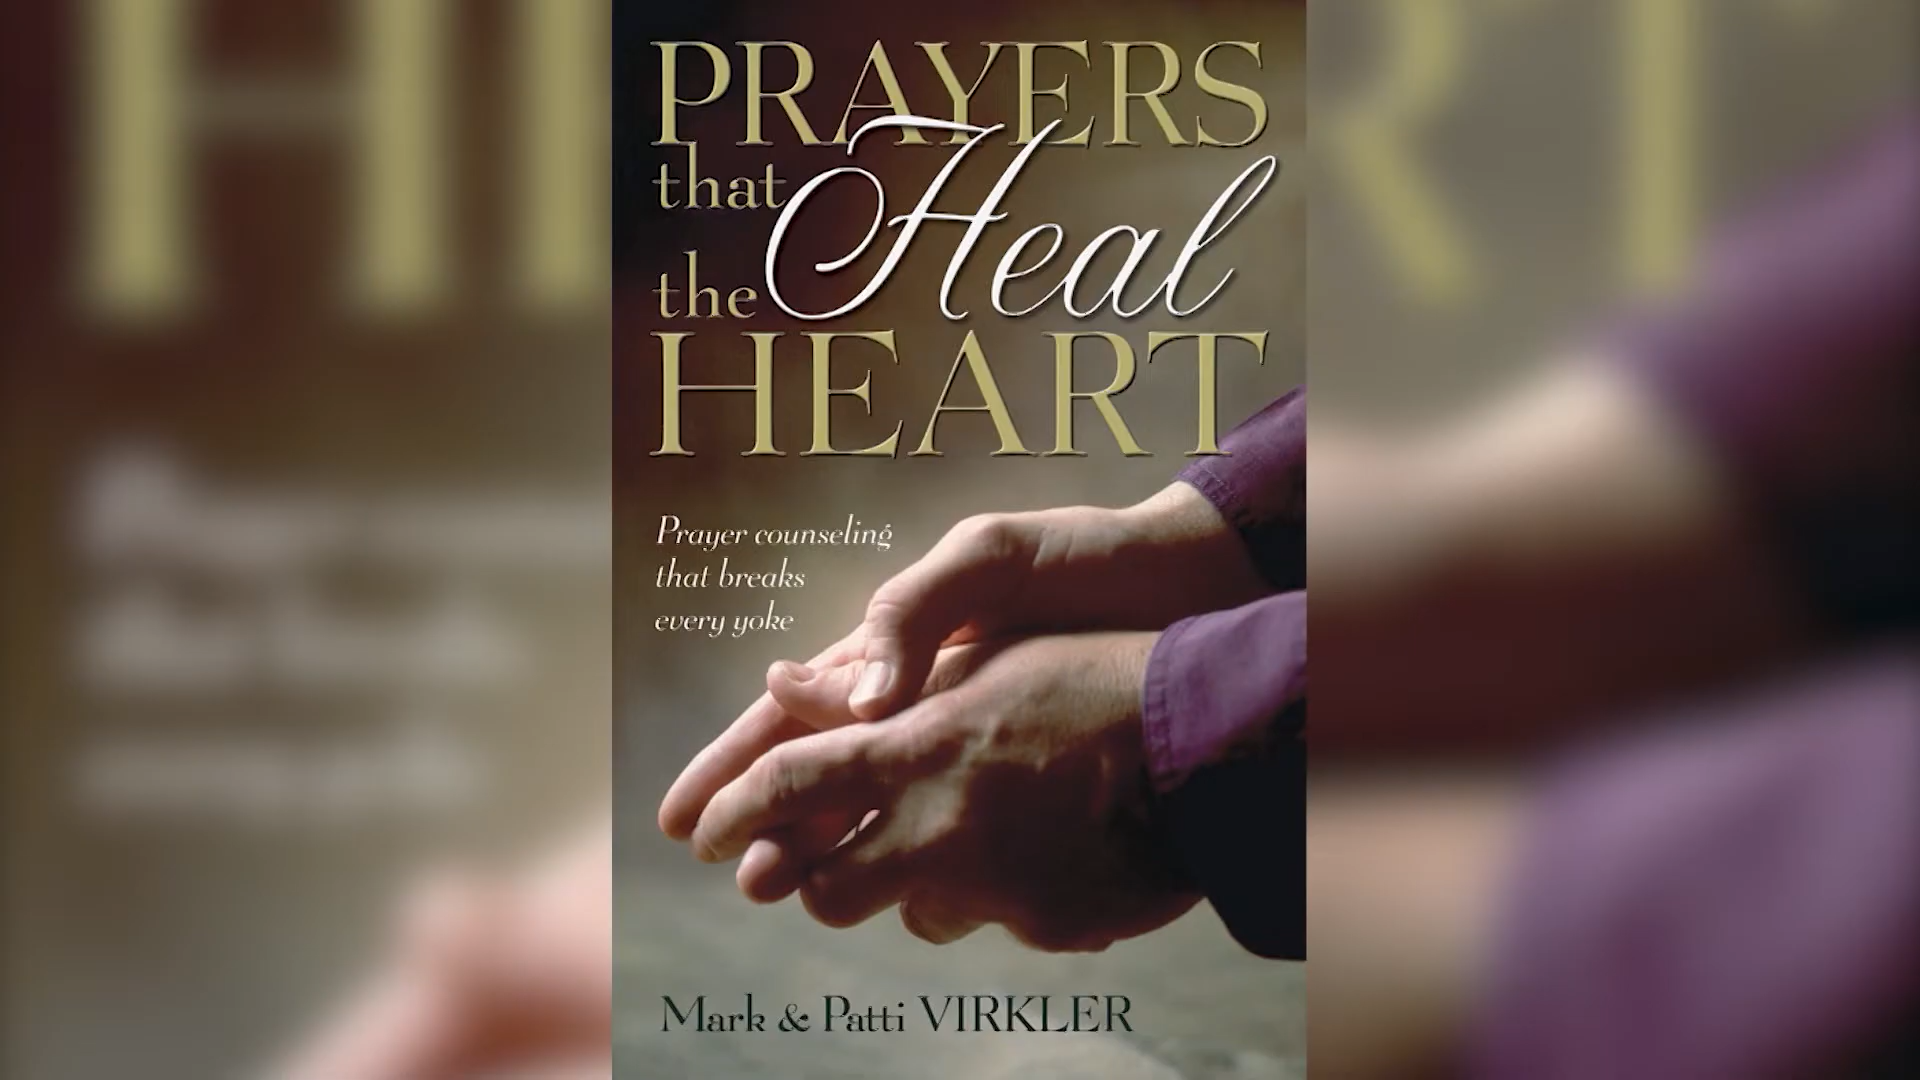 PRAYERS
that Heal
the
HEART
Prayer counseling
that breaks
every yoke
Mark & Patti VIRKLER